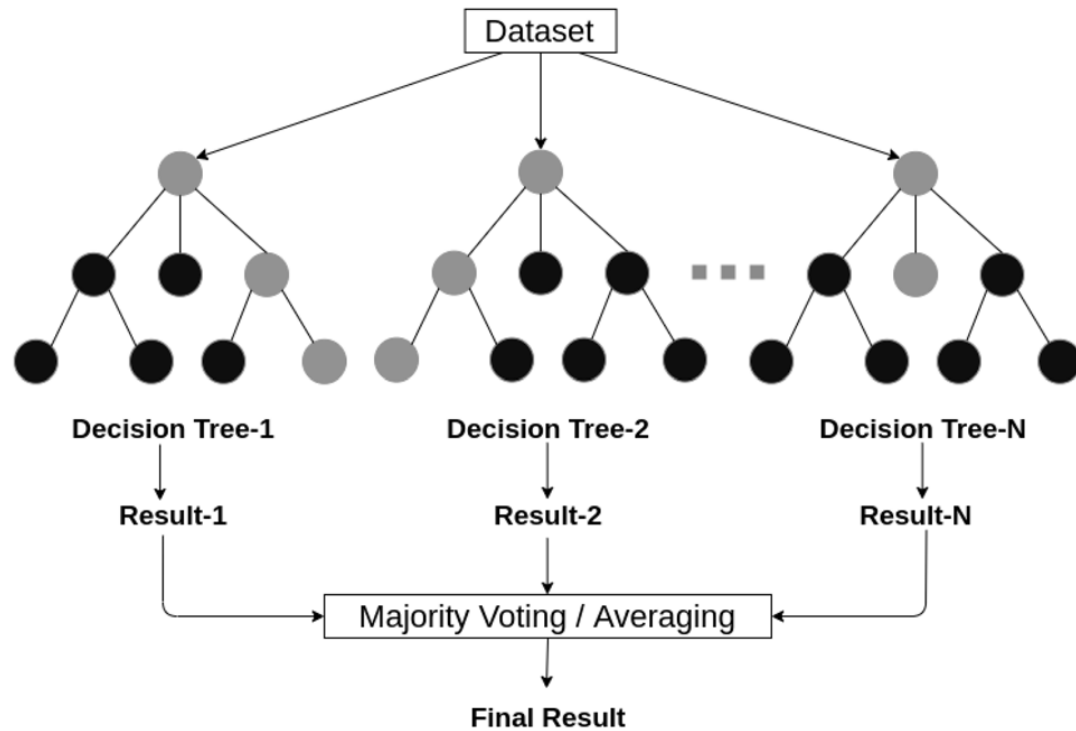 Dataset
Decision Tree-1
Decision Tree-2
Decision Tree-N
Result-1
Result-2
Result-N
Majority Voting / Averaging
Final Result